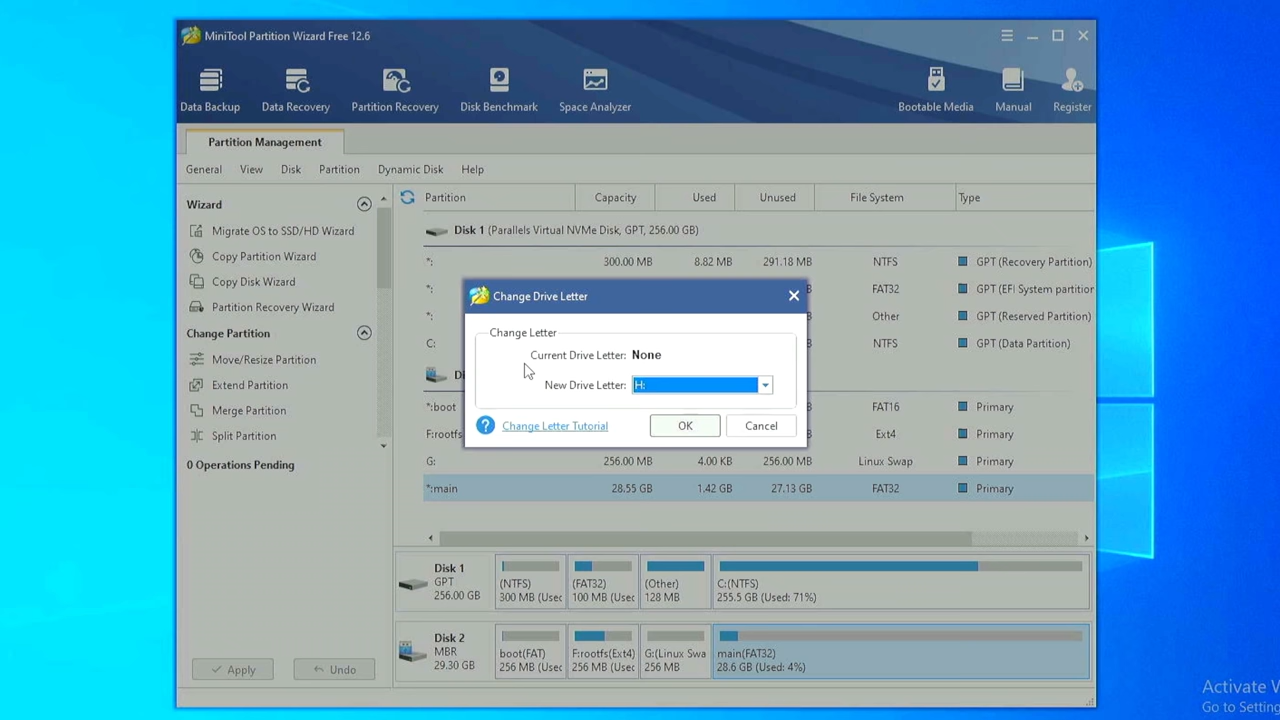 MiniTool Partition Wizard Free 12.6
Data Backup Data Recovery Partition Recovery Disk Benchmark Space Analyzer Bootable Media Manual Register
Partition Management
General View Disk Partition Dynamic Disk Help
Wizard
Migrate OS to SSD/HD Wizard
Copy Partition Wizard
Copy Disk Wizard
Partition Recovery Wizard
Change Partition
Move/Resize Partition
Extend Partition
Merge Partition
Split Partition
0 Operations Pending
Apply Undo
Partition Capacity Used Unused File System Type
Disk 1 (Parallels Virtual NVMe Disk, GPT, 256.00 GB)
*: 300.00 MB 8.82 MB 291.18 MB NTFS GPT (Recovery Partition)
*: FAT32 GPT (EFI System partition
*: Other GPT (Reserved Partition)
C: NTFS GPT (Data Partition)
*:boot FAT16 Primary
F:rootfs Ext4 Primary
G: 256.00 MB 4.00 KB 256.00 MB Linux Swap Primary
*:main 28.55 GB 1.42 GB 27.13 GB FAT32 Primary
Change Drive Letter
Change Letter
Current Drive Letter: None
New Drive Letter: H:
? Change Letter Tutorial OK Cancel
Disk 1
GPT
256.00 GB
(NTFS)
300 MB (Usec
(FAT32)
100 MB (Usec
(Other)
128 MB
C:(NTFS)
255.5 GB (Used: 71%)
Disk 2
MBR
29.30 GB
boot(FAT)
256 MB (Usec
F:rootfs(Ext4)
256 MB (Usec
G:(Linux Swa
256 MB
main(FAT32)
28.6 GB (Used: 4%)
Activate
Go to Setting